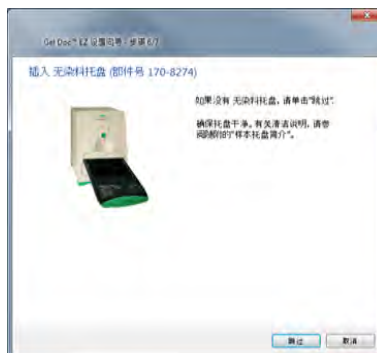 Gel Doc™ EZ 设置向导 - 步骤 6/7
插入 无染料托盘 (部件号 170-8274)
如果没有 无染料托盘，请单击“跳过”.
确保托盘干净。有关清洁说明，请参
阅随附的“样本托盘简介”。
跳过
取消